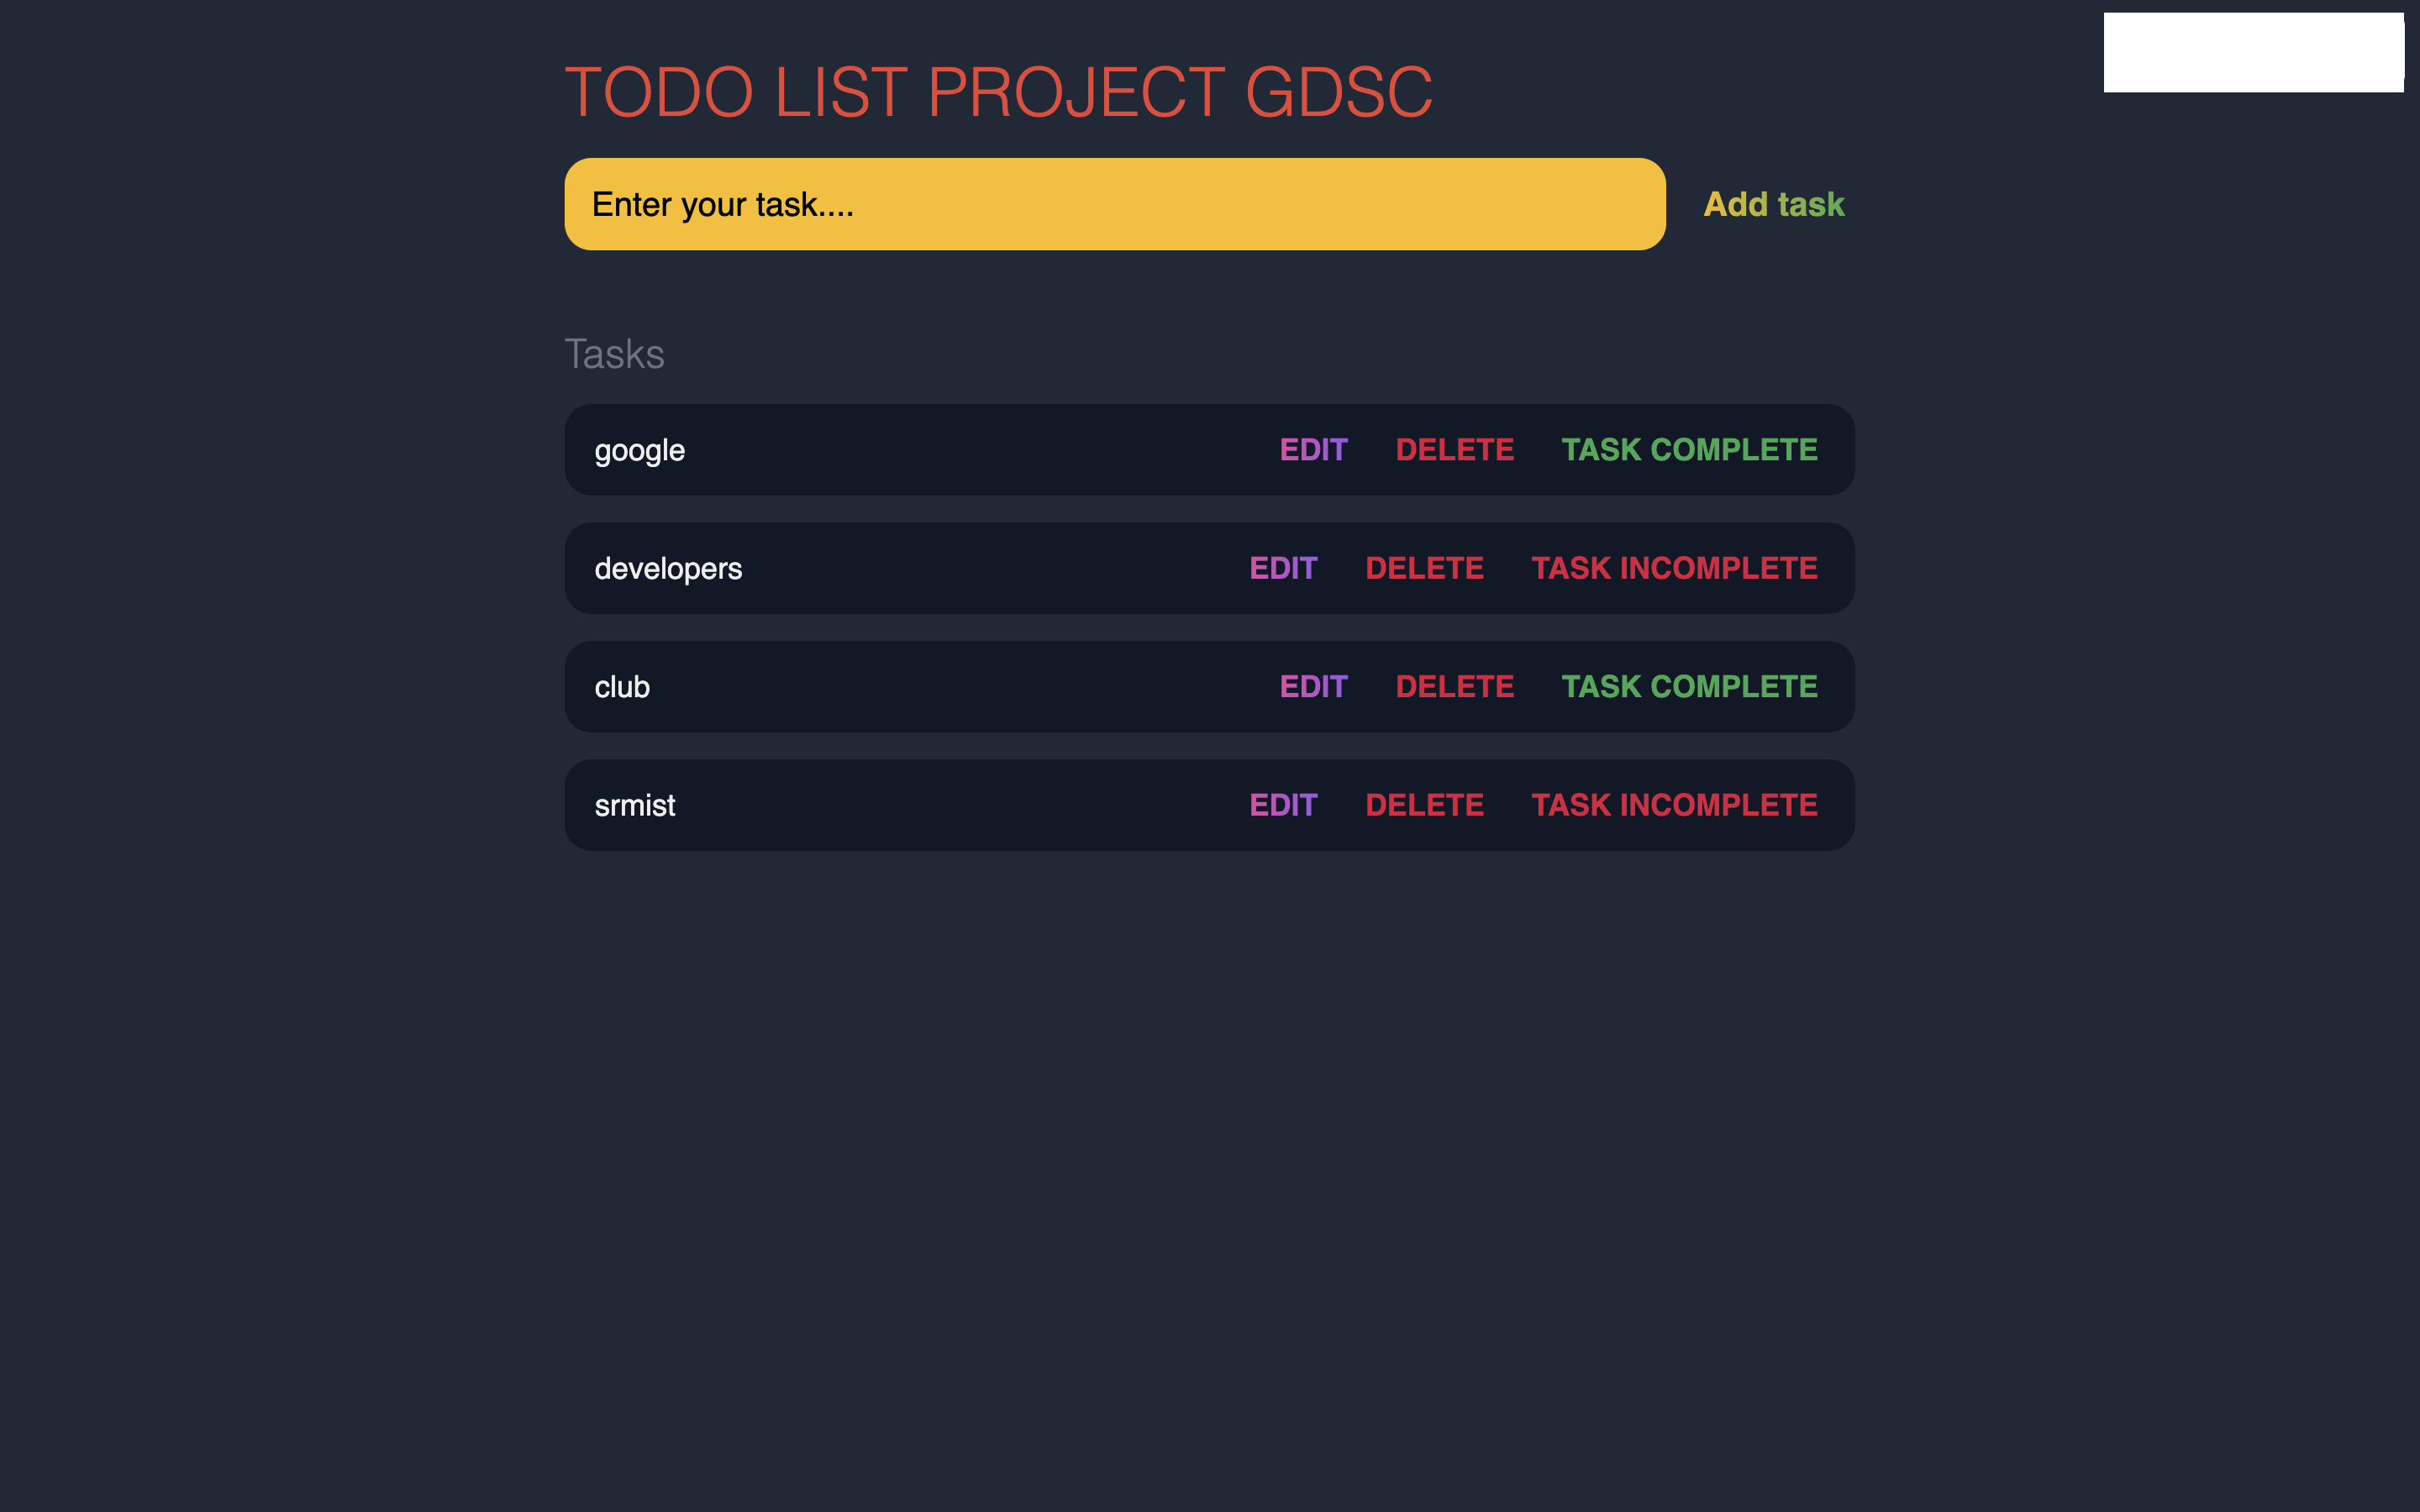 TODO LIST PROJECT GDSC
Enter your task.... Add task
Tasks
google EDIT DELETE TASK COMPLETE
developers EDIT DELETE TASK INCOMPLETE
club EDIT DELETE TASK COMPLETE
srmist EDIT DELETE TASK INCOMPLETE